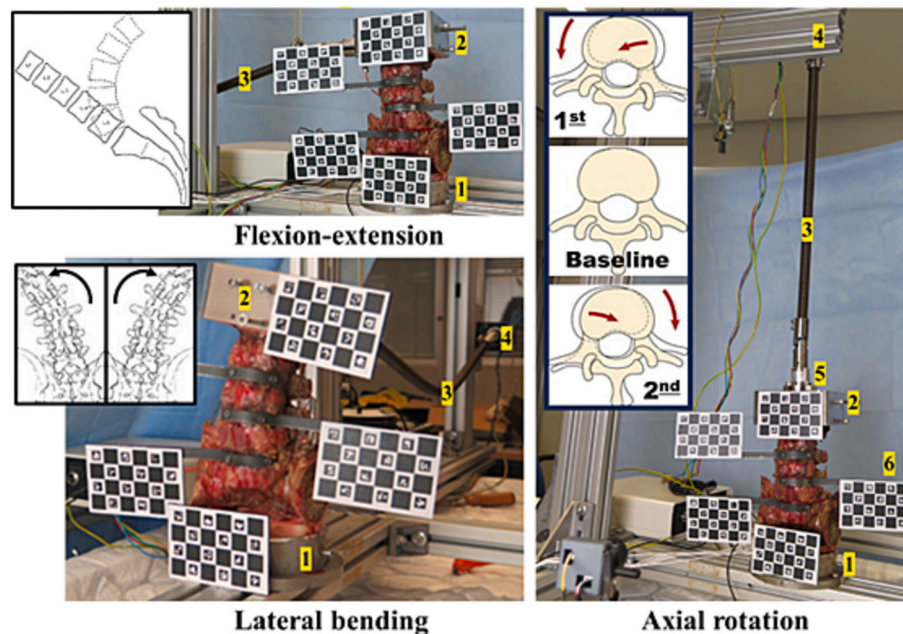 2
3
1
Flexion-extension
2
4
3
1
Lateral bending
1st
Baseline
2nd
4
3
5
2
6
1
Axial rotation